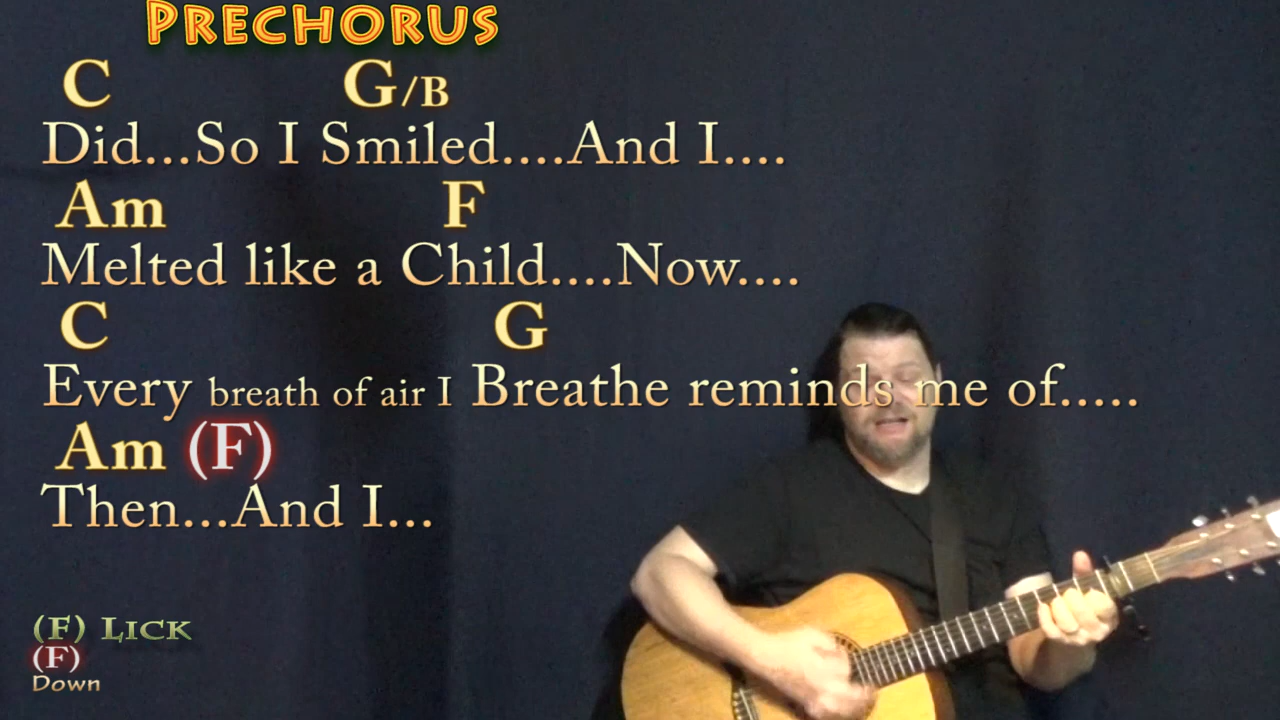 PRECHORUS
C G/B
Did...So I Smiled....And I....
Am F
Melted like a Child....Now....
C G
Every breath of air I Breathe reminds me of.....
Am (F)
Then...And I...
(F) LICK
(F)
Down